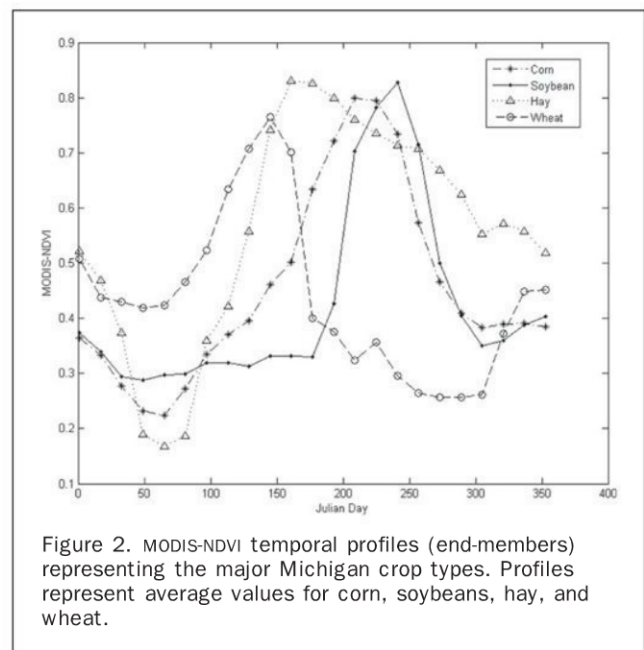 0.9
0.8
0.7
0.6
0.5
0.4
0.3
0.2
0.1
MODIS-NDVI
Corn
Soybean
Hay
Wheat
0 50 100 150 200 250 300 350 400
Julian Day
Figure 2. MODIS-NDVI temporal profiles (end-members)
representing the major Michigan crop types. Profiles
represent average values for corn, soybeans, hay, and
wheat.